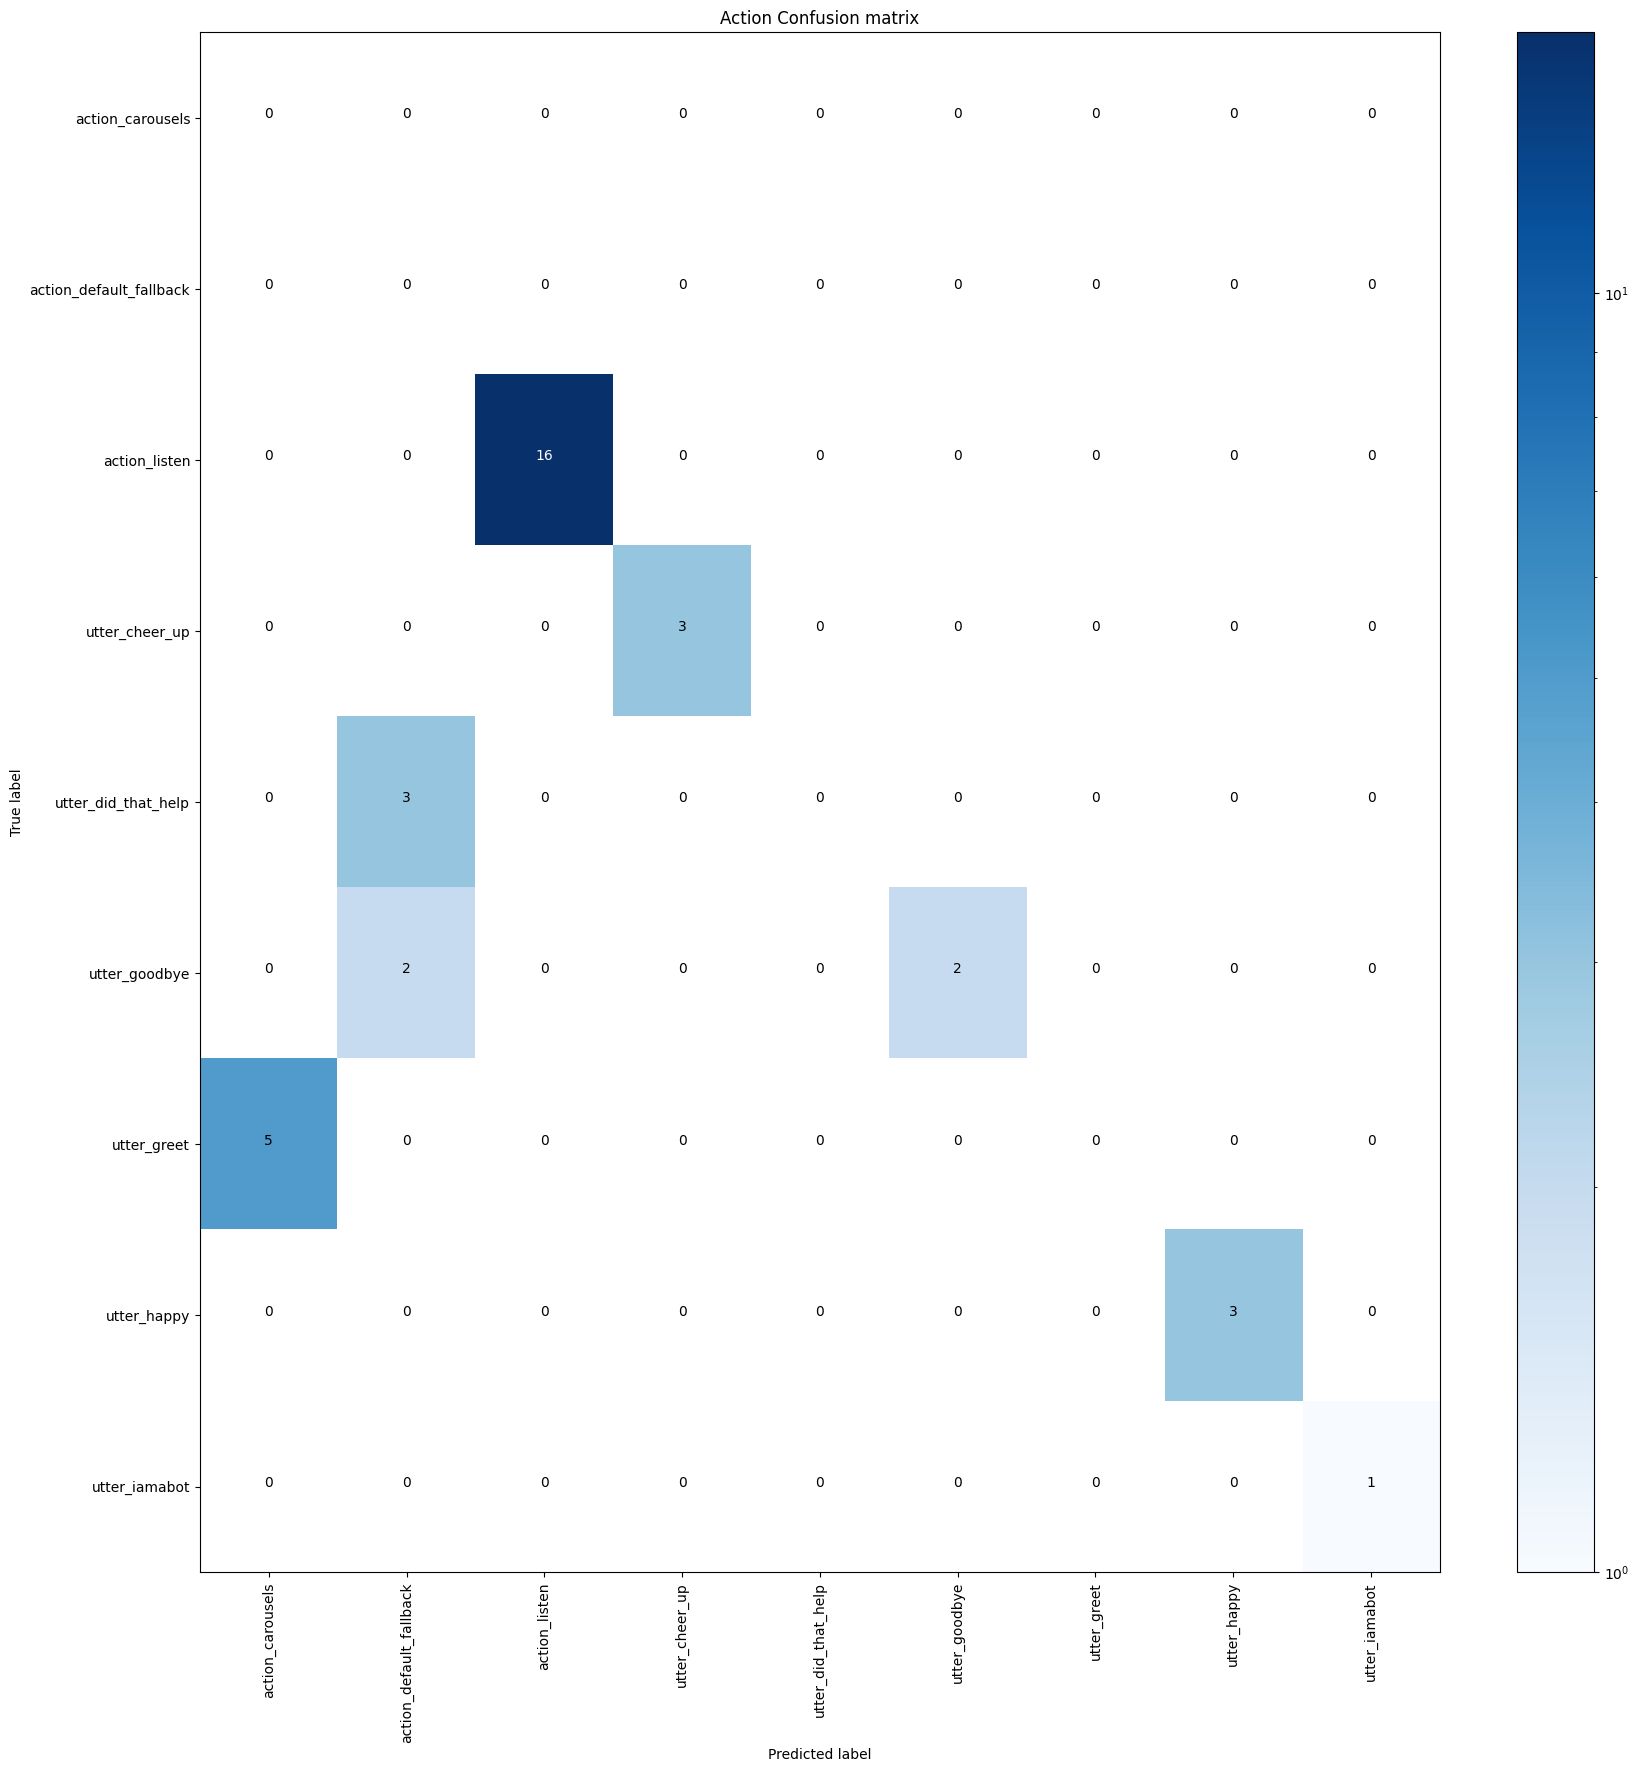 Action Confusion matrix
action_carousels 0 0 0 0 0 0 0 0 0
action_default_fallback 0 0 0 0 0 0 0 0 0
action_listen 0 0 16 0 0 0 0 0 0
utter_cheer_up 0 0 0 3 0 0 0 0 0
utter_did_that_help 0 3 0 0 0 0 0 0 0
utter_goodbye 0 2 0 0 0 2 0 0 0
utter_greet 5 0 0 0 0 0 0 0 0
utter_happy 0 0 0 0 0 0 0 3 0
utter_iamabot 0 0 0 0 0 0 0 0 1
True label
action_carousels
action_default_fallback
action_listen
utter_cheer_up
utter_did_that_help
utter_goodbye
utter_greet
utter_happy
utter_iamabot
Predicted label
10¹
10⁰